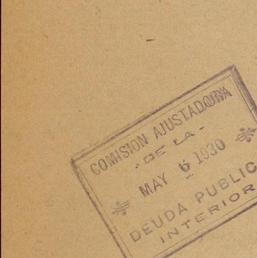 COMISION AJUSTADORA
- DE LA -
MAY 6 1930
DEUDA PUBLIC
INTERIOR